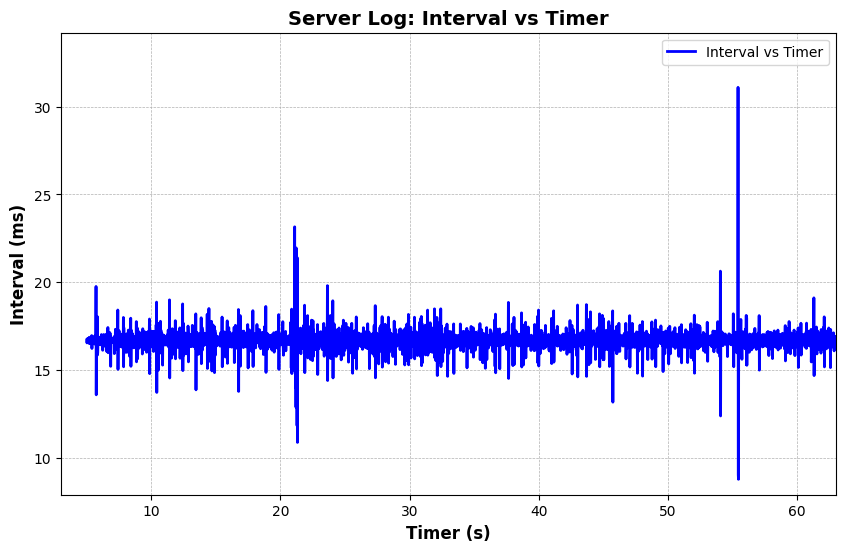 Server Log: Interval vs Timer
Interval vs Timer
30
25
20
15
10
Interval (ms)
10 20 30 40 50 60
Timer (s)